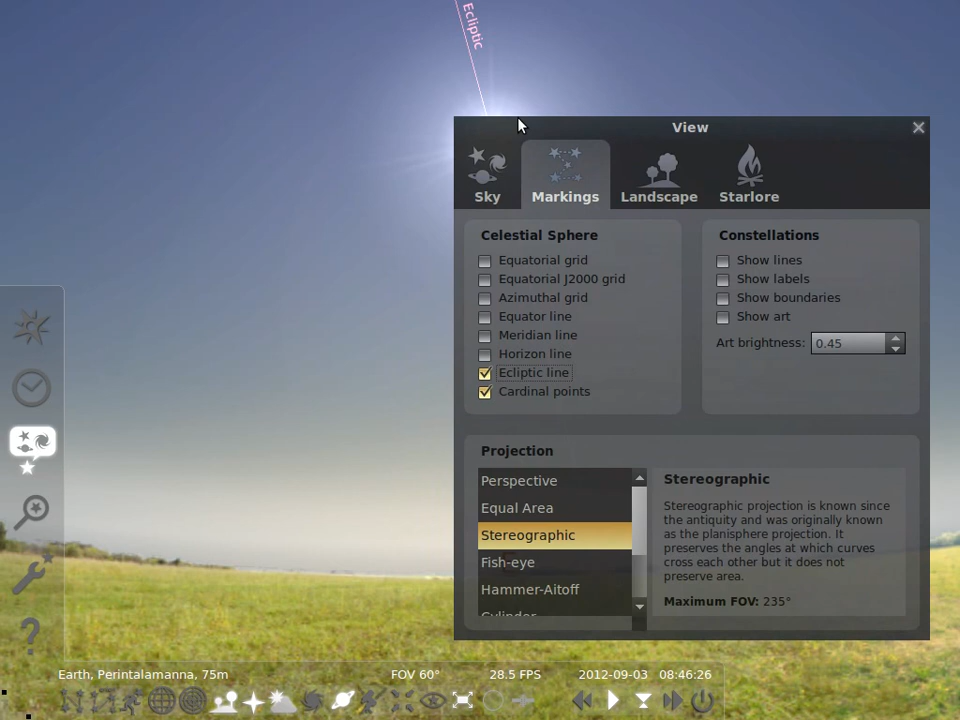 Ecliptic
View
Sky
Markings
Landscape
Starlore
Celestial Sphere
Equatorial grid
Equatorial J2000 grid
Azimuthal grid
Equator line
Meridian line
Horizon line
Ecliptic line
Cardinal points
Constellations
Show lines
Show labels
Show boundaries
Show art
Art brightness: 0.45
Projection
Perspective
Equal Area
Stereographic
Fish-eye
Hammer-Aitoff
Cylinder
Stereographic
Stereographic projection is known since
the antiquity and was originally known
as the planisphere projection. It
preserves the angles at which curves
cross each other but it does not
preserve area.
Maximum FOV: 235°
Earth, Perintalamanna, 75m
FOV 60°
28.5 FPS
2012-09-03 08:46:26